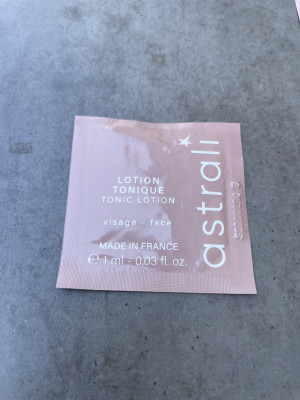 LOTION
TONIQUE
TONIC LOTION
visage - face
MADE IN FRANCE
℮ 1 ml - 0.03 fl. oz.
astrali